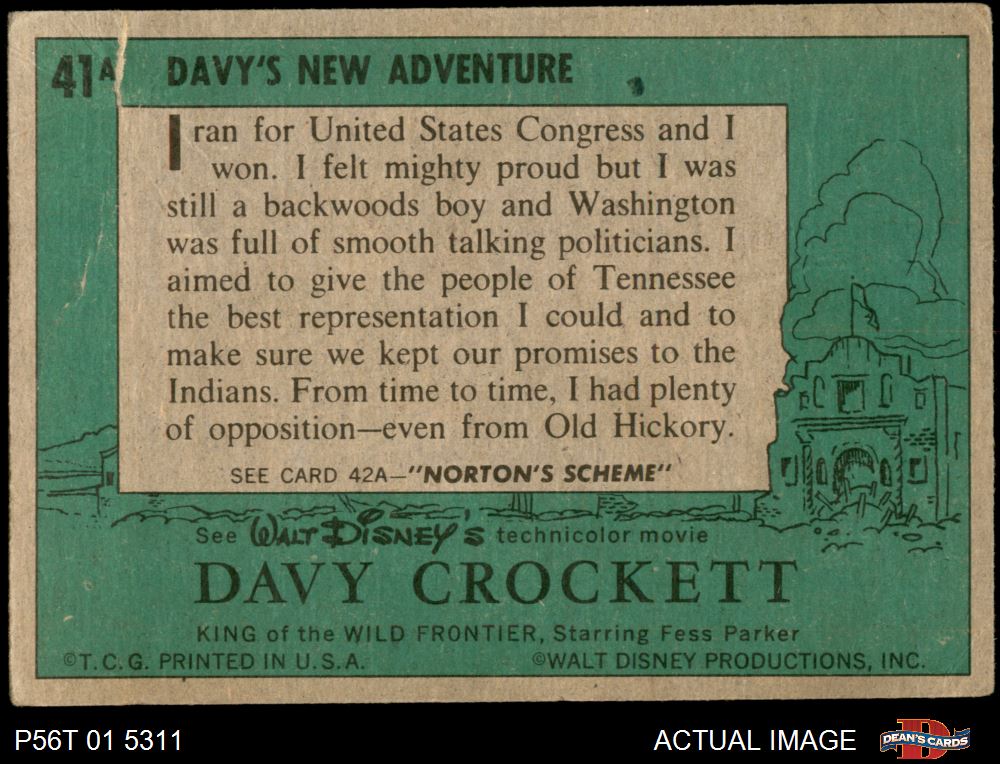 41A DAVY'S NEW ADVENTURE
I ran for United States Congress and I
won. I felt mighty proud but I was
still a backwoods boy and Washington
was full of smooth talking politicians. I
aimed to give the people of Tennessee
the best representation I could and to
make sure we kept our promises to the
Indians. From time to time, I had plenty
of opposition—even from Old Hickory.
SEE CARD 42A—"NORTON'S SCHEME"
See WALT DISNEY'S technicolor movie
DAVY CROCKETT
KING of the WILD FRONTIER, Starring Fess Parker
©T.C.G. PRINTED IN U.S.A. ©WALT DISNEY PRODUCTIONS, INC.
P56T 01 5311 ACTUAL IMAGE D DEAN'S CARDS